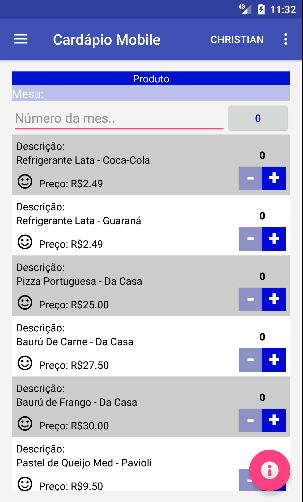 4G 11:32
Cardápio Mobile CHRISTIAN
Produto
Mesa:
Número da mes.. 0
Descrição:
Refrigerante Lata - Coca-Cola 0
Preço: R$2.49 - +
Descrição:
Refrigerante Lata - Guaraná 0
Preço: R$2.49 - +
Descrição:
Pizza Portuguesa - Da Casa 0
Preço: R$25.00 - +
Descrição:
Baurú De Carne - Da Casa 0
Preço: R$27.50 - +
Descrição:
Baurú de Frango - Da Casa 0
Preço: R$30.00 - +
Descrição:
Pastel de Queijo Med - Pavioli
Preço: R$9.50